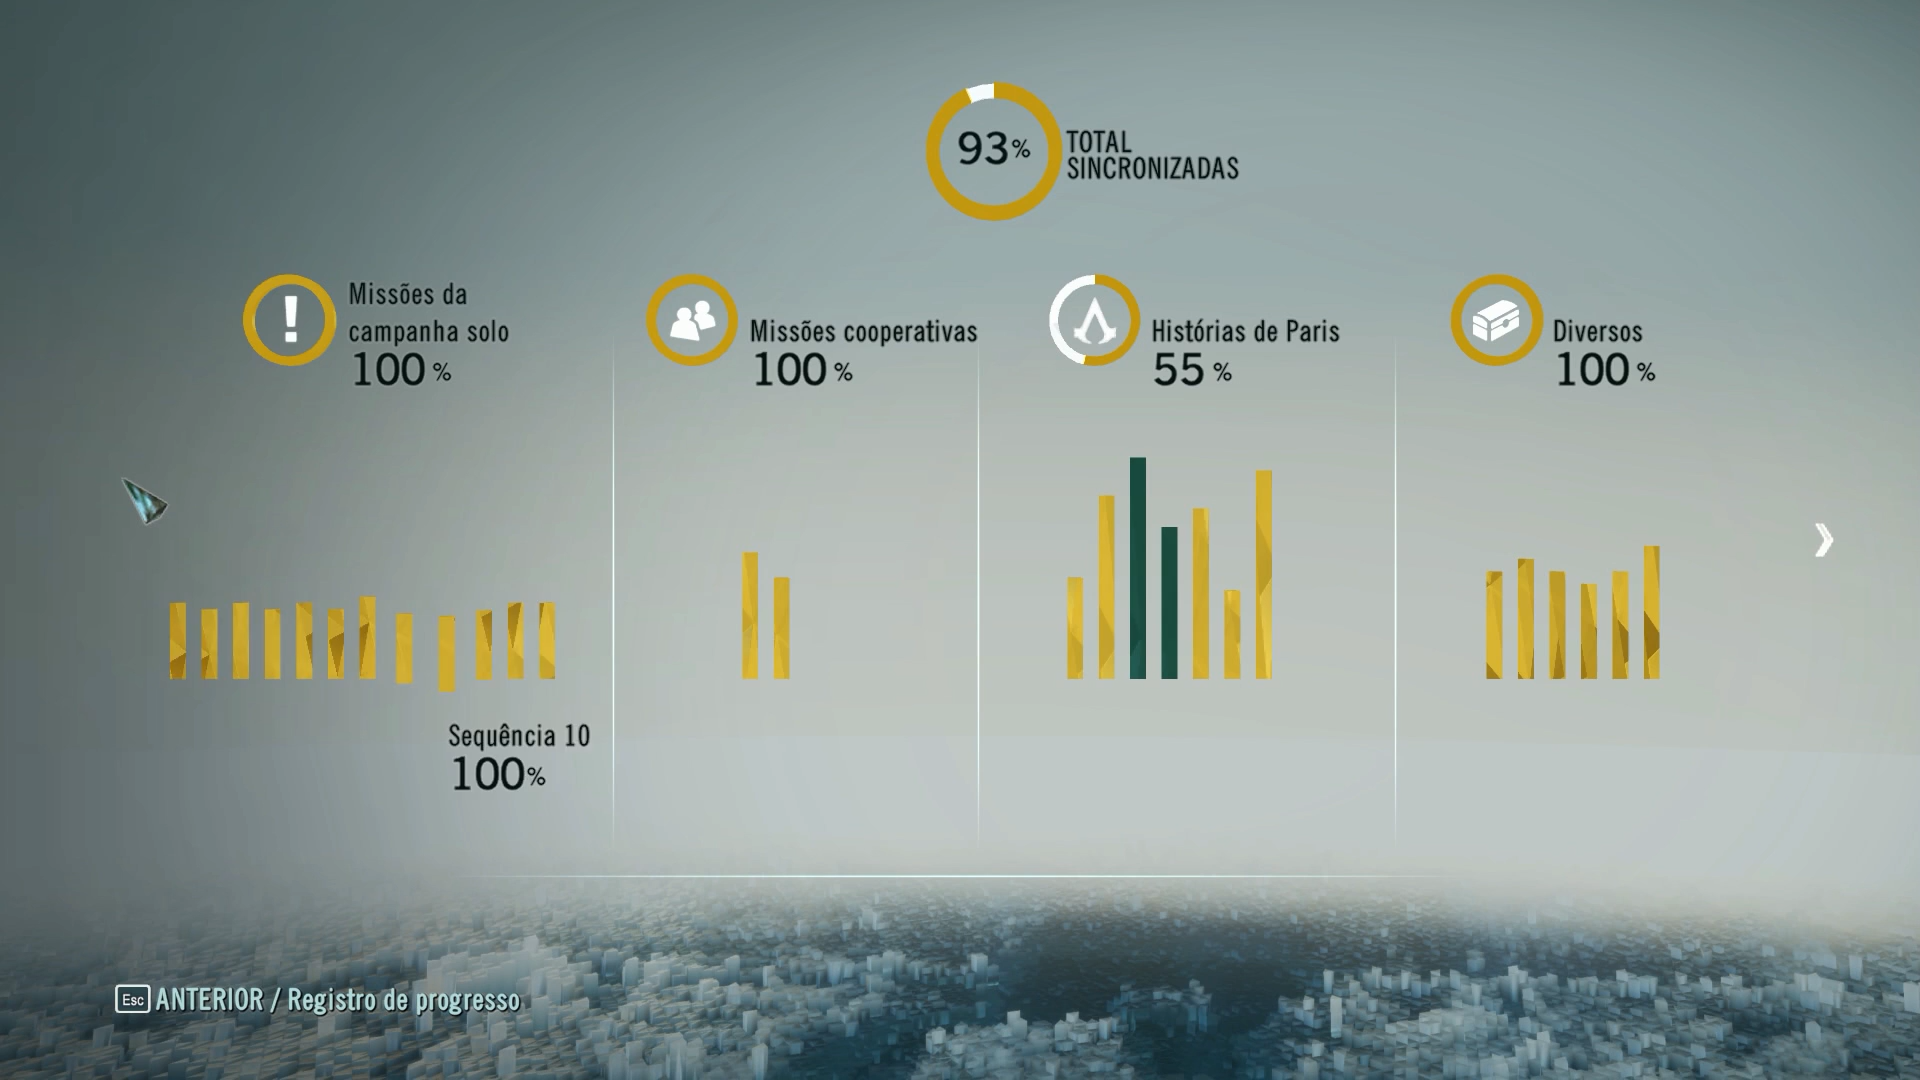 93%
TOTAL
SINCRONIZADAS
Missões da
campanha solo
100 %
Missões cooperativas
100 %
Histórias de Paris
55 %
Diversos
100 %
Sequência 10
100%
Esc ANTERIOR / Registro de progresso